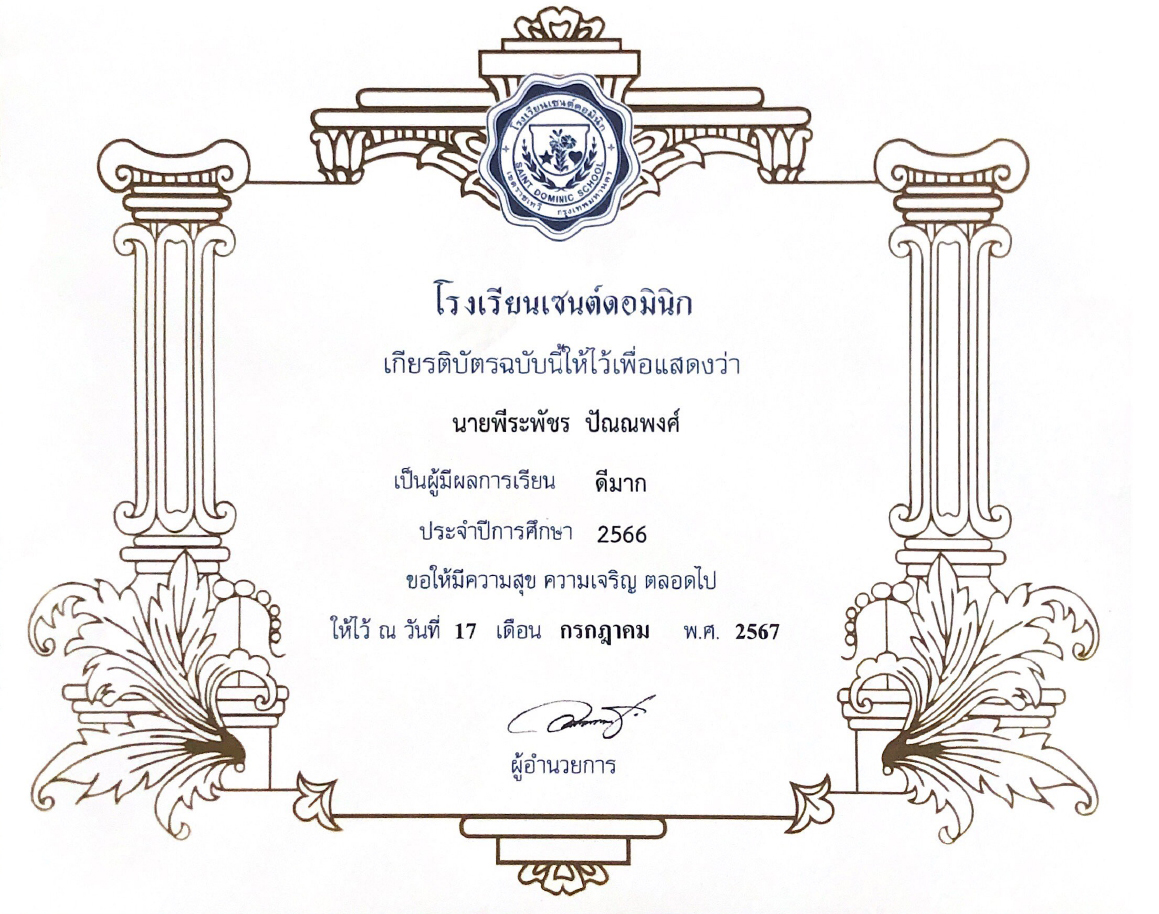 โรงเรียนเซนต์ดอมินิก
SAINT DOMINIC SCHOOL
เขตราชเทวี กรุงเทพมหานคร
โรงเรียนเซนต์ดอมินิก
เกียรติบัตรฉบับนี้ให้ไว้เพื่อแสดงว่า
นายพีระพัชร ปัณณพงศ์
เป็นผู้มีผลการเรียน ดีมาก
ประจำปีการศึกษา 2566
ขอให้มีความสุข ความเจริญ ตลอดไป
ให้ไว้ ณ วันที่ 17 เดือน กรกฎาคม พ.ศ. 2567
ผู้อำนวยการ